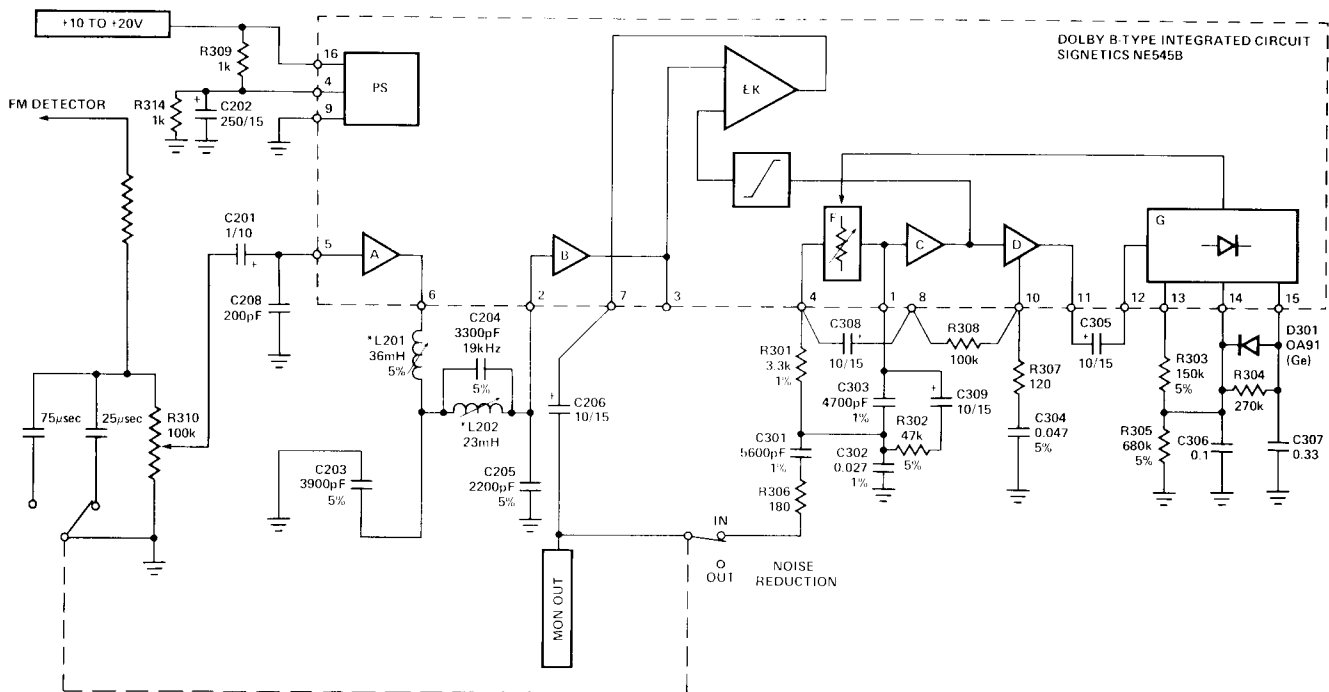 +10 TO +20V
DOLBY B-TYPE INTEGRATED CIRCUIT
SIGNETICS NE545B
R309
1k
16
4
9
PS
FM DETECTOR
R314
1k
+
C202
250/15
C201
1/10
+
5
A
C208
200pF
6
B
2
7
3
ŁK
F
C
D
G
4
1
8
10
11
12
13
14
15
*L201
36mH
5%
C204
3300pF
19kHz
5%
*L202
23mH
C203
3900pF
5%
C205
2200pF
5%
+
C206
10/15
R301
3.3k
1%
C308
+
10/15
R308
100k
C303
4700pF
1%
+
C309
10/15
R302
47k
5%
C301
5600pF
1%
C302
0.027
1%
R306
180
R307
120
C304
0.047
5%
C305
+
10/15
R303
150k
5%
D301
OA91
(Ge)
R304
270k
R305
680k
5%
C306
0.1
C307
0.33
75µsec
25µsec
R310
100k
IN
OUT
NOISE
REDUCTION
MON OUT